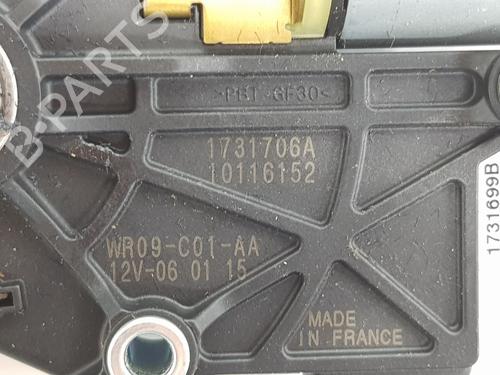 B-PARTS
>PBT GF30<
1731706A
10116152
WR09-C01-AA
12V-06 01 15
MADE
IN FRANCE
1731699B